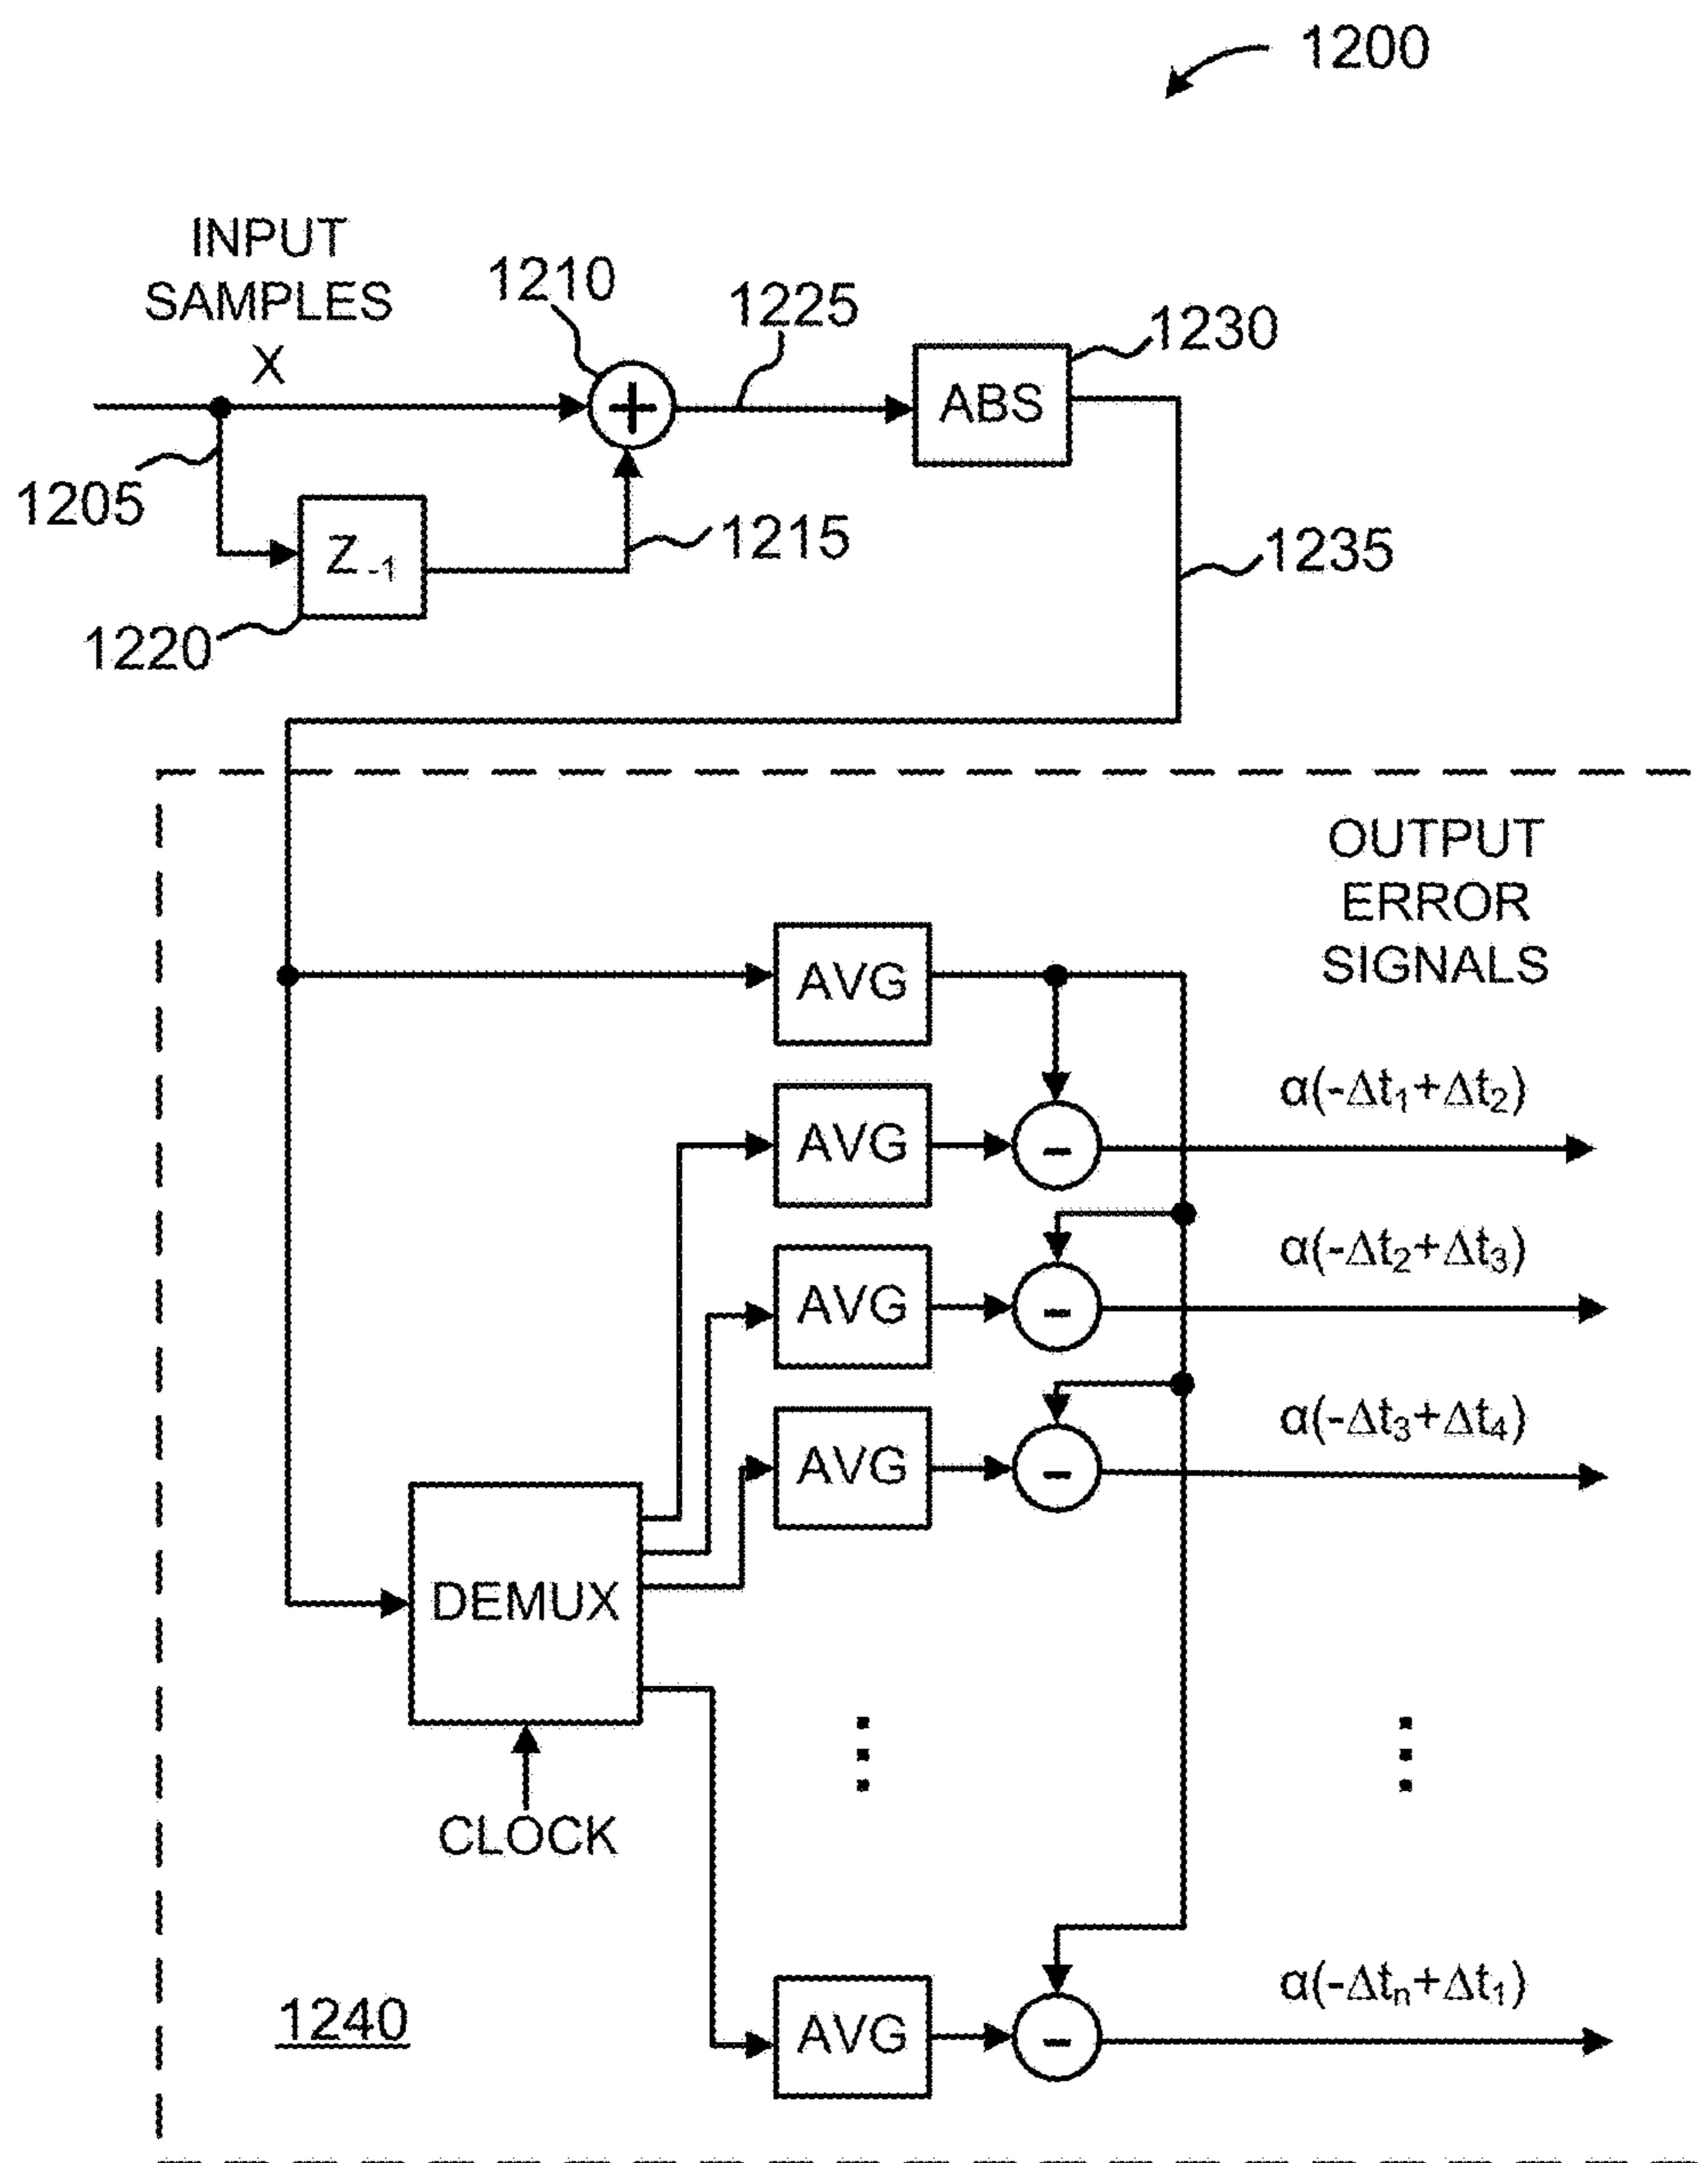 1200
INPUT
SAMPLES
X
1210
1225
1230
+
ABS
1205
Z -1
1215
1235
1220
OUTPUT
ERROR
SIGNALS
AVG
α(-Δt₁+Δt₂)
AVG
-
α(-Δt₂+Δt₃)
AVG
-
α(-Δt₃+Δt₄)
AVG
-
DEMUX
CLOCK
α(-Δtₙ+Δt₁)
1240
AVG
-